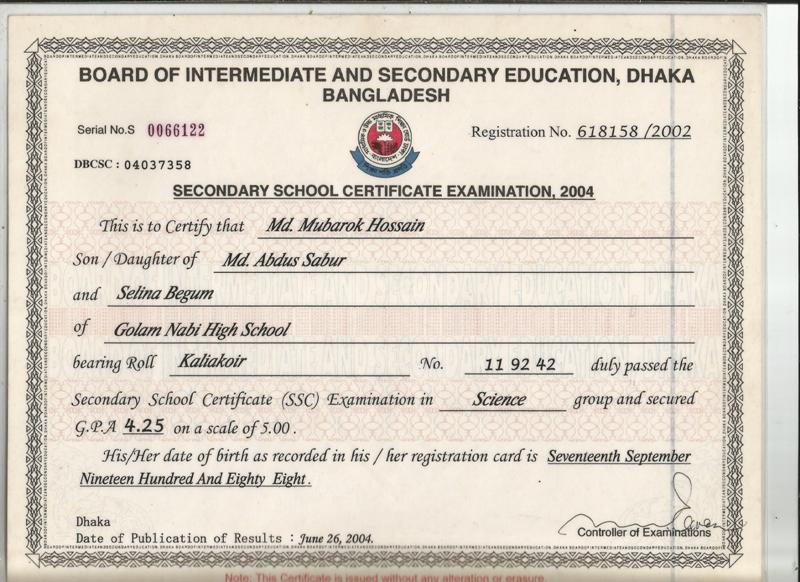 BOARD OF INTERMEDIATE AND SECONDARY EDUCATION, DHAKA
BANGLADESH
Serial No.S 0066122
Registration No. 618158 /2002
DBCSC : 04037358
SECONDARY SCHOOL CERTIFICATE EXAMINATION, 2004
This is to Certify that Md. Mubarok Hossain
Son / Daughter of Md. Abdus Sabur
and Selina Begum
of Golam Nabi High School
bearing Roll Kaliakoir No. 11 92 42 duly passed the
Secondary School Certificate (SSC) Examination in Science group and secured
G.P.A 4.25 on a scale of 5.00 .
His/Her date of birth as recorded in his / her registration card is Seventeenth September
Nineteen Hundred And Eighty Eight.
Dhaka
Date of Publication of Results : June 26, 2004.
Controller of Examinations
Note: This Certificate is issued without any alteration or erasure